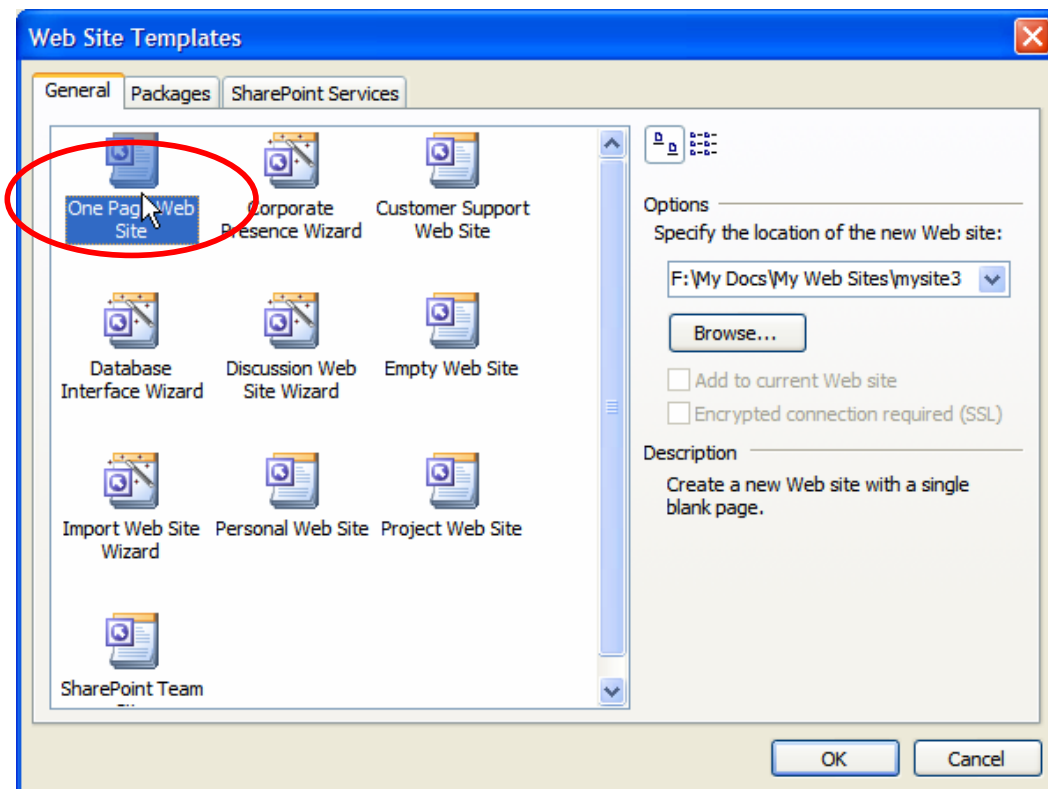 Web Site Templates
General Packages SharePoint Services
One Page Web
Site
Corporate
Presence Wizard
Customer Support
Web Site
Database
Interface Wizard
Discussion Web
Site Wizard
Empty Web Site
Import Web Site
Wizard
Personal Web Site
Project Web Site
SharePoint Team
Options
Specify the location of the new Web site:
F:\My Docs\My Web Sites\mysite3
Browse...
Add to current Web site
Encrypted connection required (SSL)
Description
Create a new Web site with a single
blank page.
OK Cancel